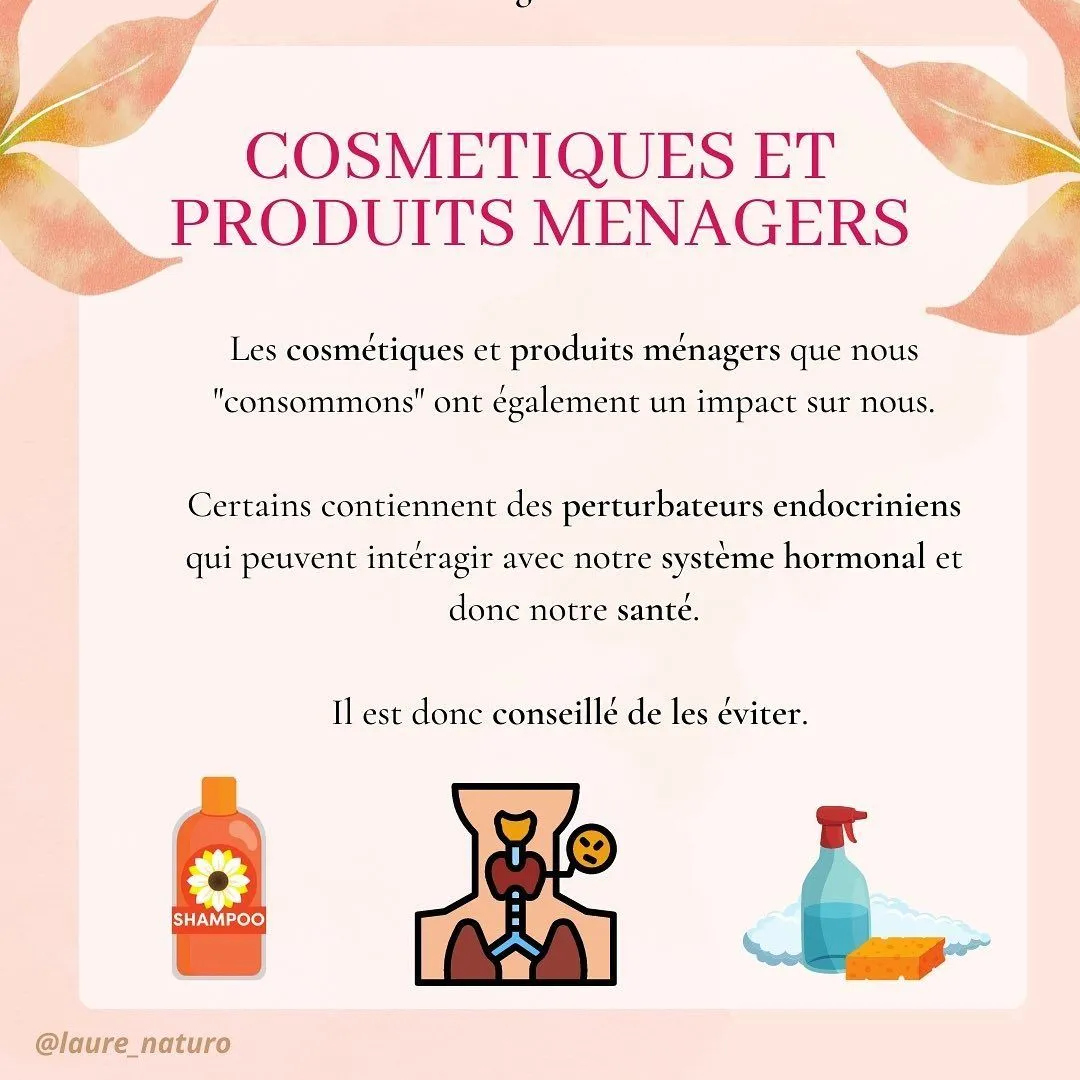 COSMETIQUES ET
PRODUITS MENAGERS
Les cosmétiques et produits ménagers que nous
"consommons" ont également un impact sur nous.
Certains contiennent des perturbateurs endocriniens
qui peuvent intéragir avec notre système hormonal et
donc notre santé.
Il est donc conseillé de les éviter.
SHAMPOO
@laure_naturo